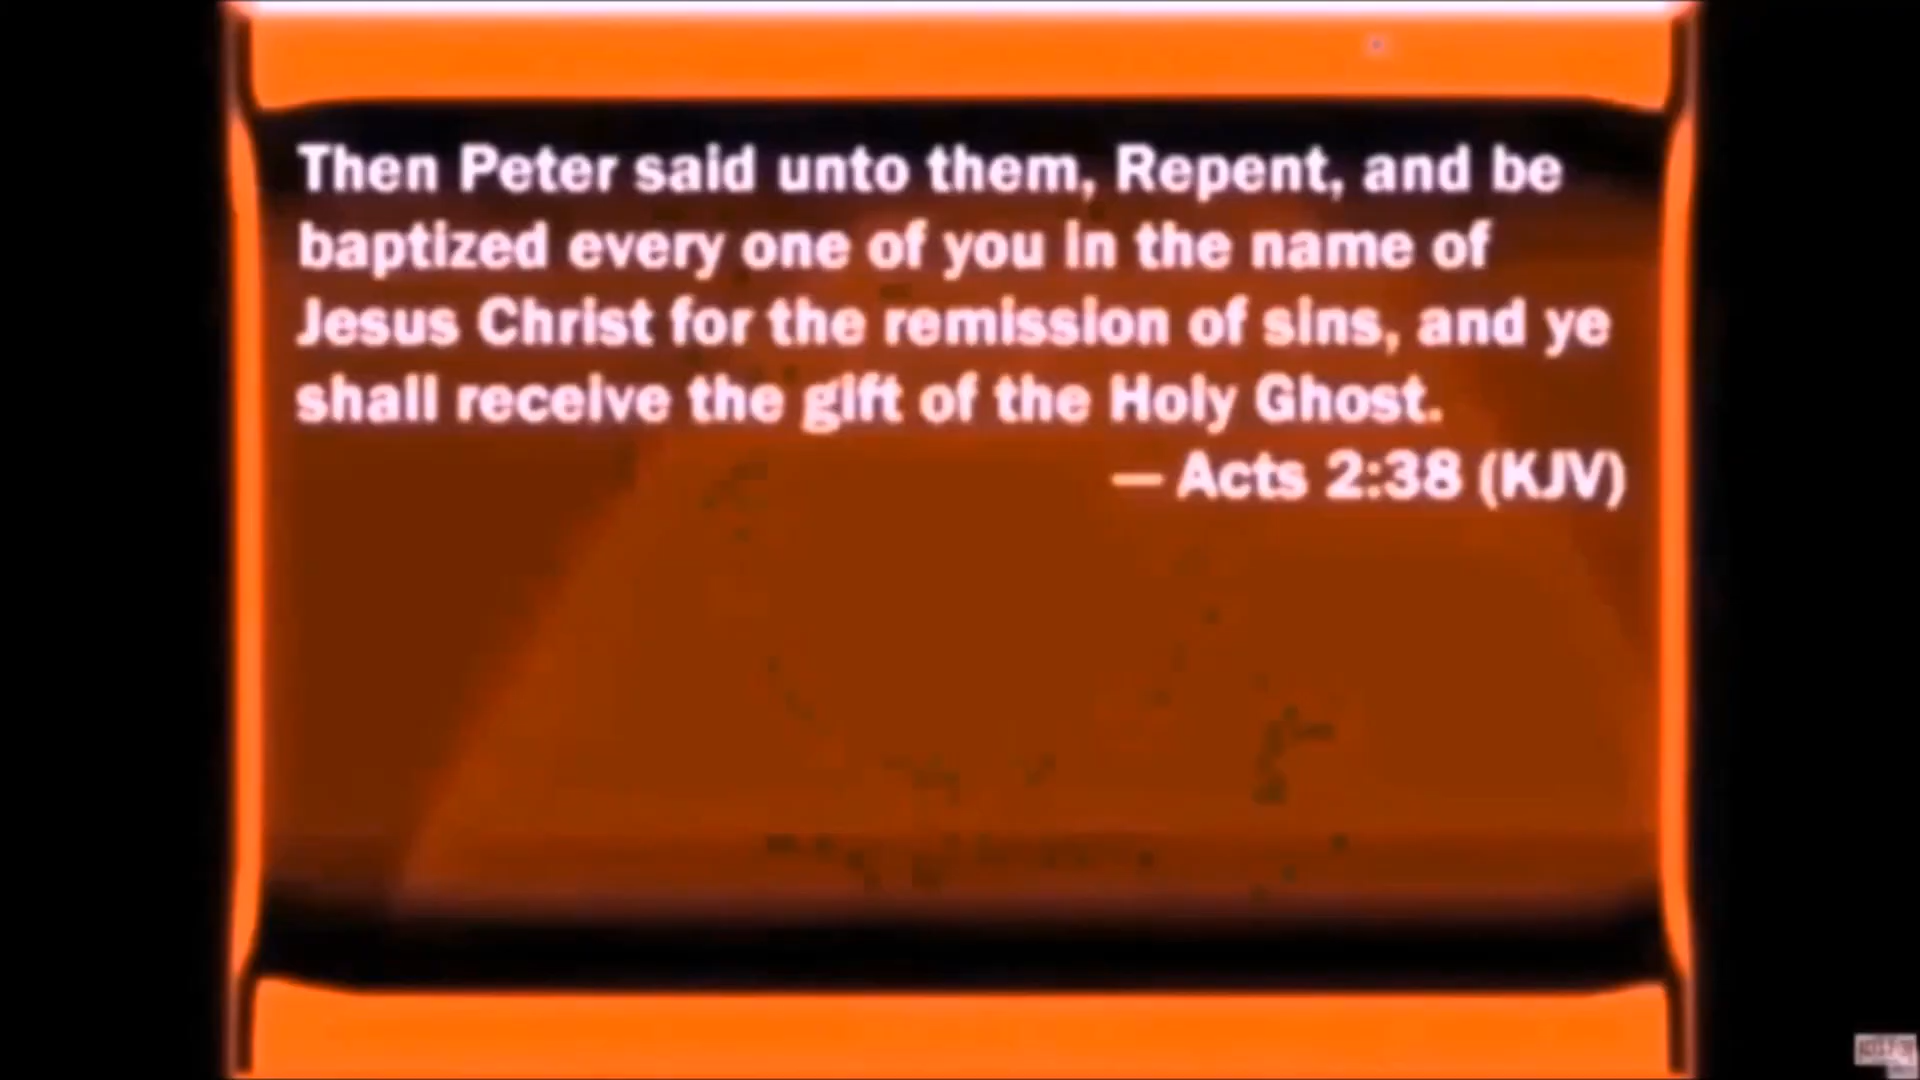 Then Peter said unto them, Repent, and be
baptized every one of you in the name of
Jesus Christ for the remission of sins, and ye
shall receive the gift of the Holy Ghost.
— Acts 2:38 (KJV)